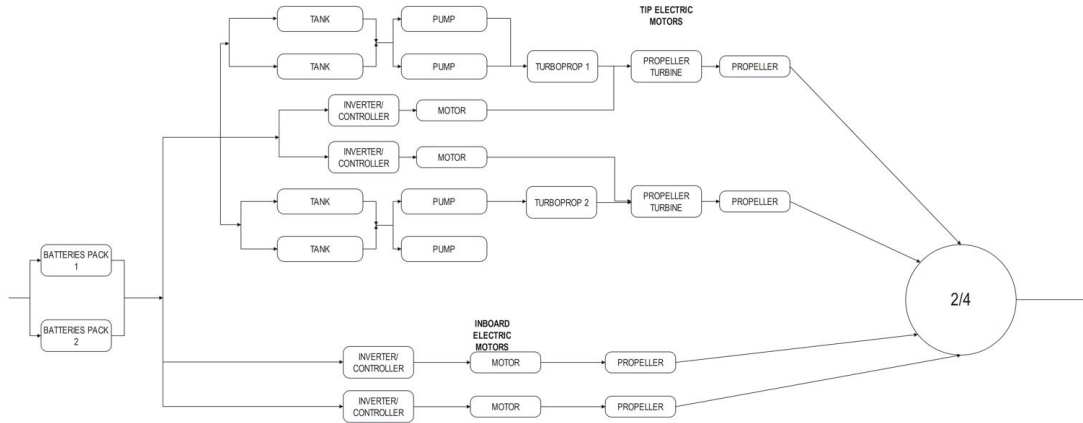 TIP ELECTRIC
MOTORS
TANK
PUMP
TANK
PUMP
TURBOPROP 1
PROPELLER
TURBINE
PROPELLER
INVERTER/
CONTROLLER
MOTOR
INVERTER/
CONTROLLER
MOTOR
TANK
PUMP
TURBOPROP 2
PROPELLER
TURBINE
PROPELLER
TANK
PUMP
BATTERIES PACK
1
BATTERIES PACK
2
2/4
INBOARD
ELECTRIC
MOTORS
INVERTER/
CONTROLLER
MOTOR
PROPELLER
INVERTER/
CONTROLLER
MOTOR
PROPELLER